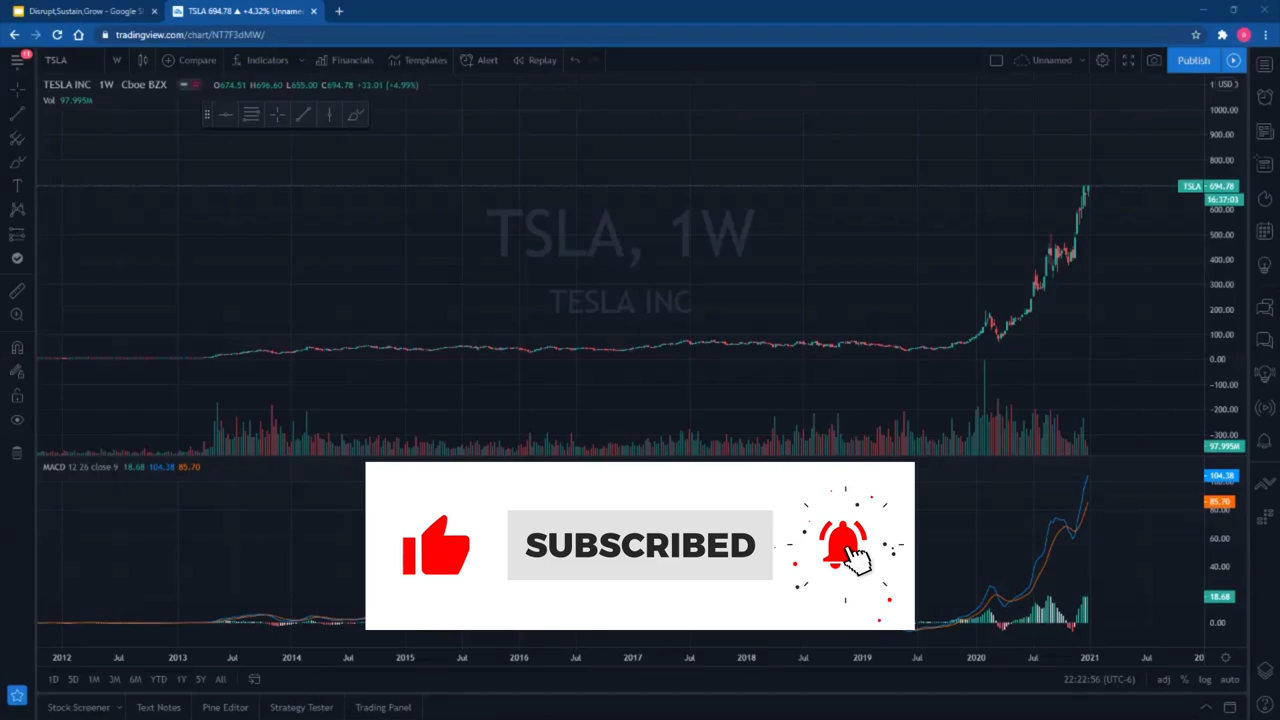 Disrupt,Sustain,Grow - Google Sl
TSLA 694.78 ▲ +4.32% Unname
tradingview.com/chart/NT7F3dMW/
11
TSLA W Compare Indicators Financials Templates Alert Replay Unnamed Publish
TESLA INC 1W Cboe BZX O674.51 H696.60 L655.00 C694.78 +33.01 (+4.99%)
USD
Vol 97.995M
1000.00
900.00
800.00
TSLA 694.78
16:37:03
600.00
TSLA, 1W
500.00
400.00
TESLA INC
300.00
200.00
100.00
0.00
-100.00
-200.00
-300.00
97.995M
MACD 12 26 close 9 18.68 104.38 85.70
104.38
85.70
80.00
60.00
SUBSCRIBED
40.00
18.68
0.00
2012 Jul 2013 Jul 2014 Jul 2015 Jul 2016 Jul 2017 Jul 2018 Jul 2019 Jul 2020 Jul 2021 Jul 20
1D 5D 1M 3M 6M YTD 1Y 5Y All 22:22:56 (UTC-6) adj % log auto
Stock Screener Text Notes Pine Editor Strategy Tester Trading Panel